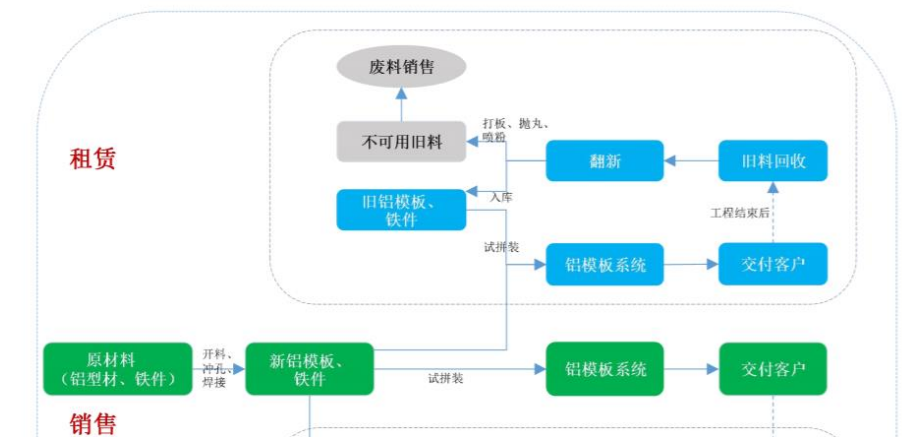 废料销售
打板、抛丸、
喷粉
不可用旧料
翻新
旧料回收
租赁
旧铝模板、
铁件
入库
工程结束后
试拼装
铝模板系统
交付客户
原材料
（铝型材、铁件）
开料、
冲孔、
焊接
新铝模板、
铁件
试拼装
铝模板系统
交付客户
销售